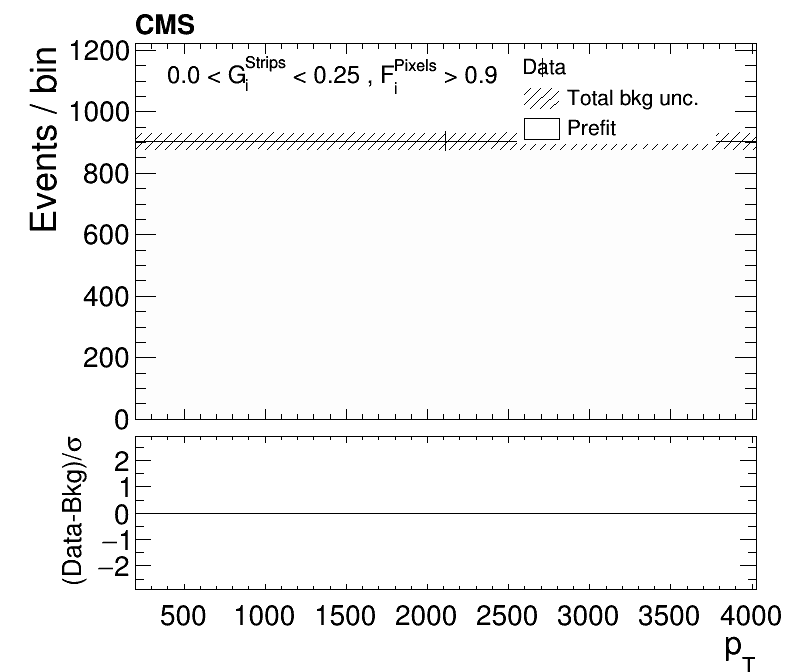 CMS
Events / bin
1200
1000
800
600
400
200
0
0.0 < G_i^Strips < 0.25 , F_i^Pixels > 0.9
Data
Total bkg unc.
Prefit
(Data-Bkg)/σ
2
1
0
−1
−2
500 1000 1500 2000 2500 3000 3500 4000
p_T